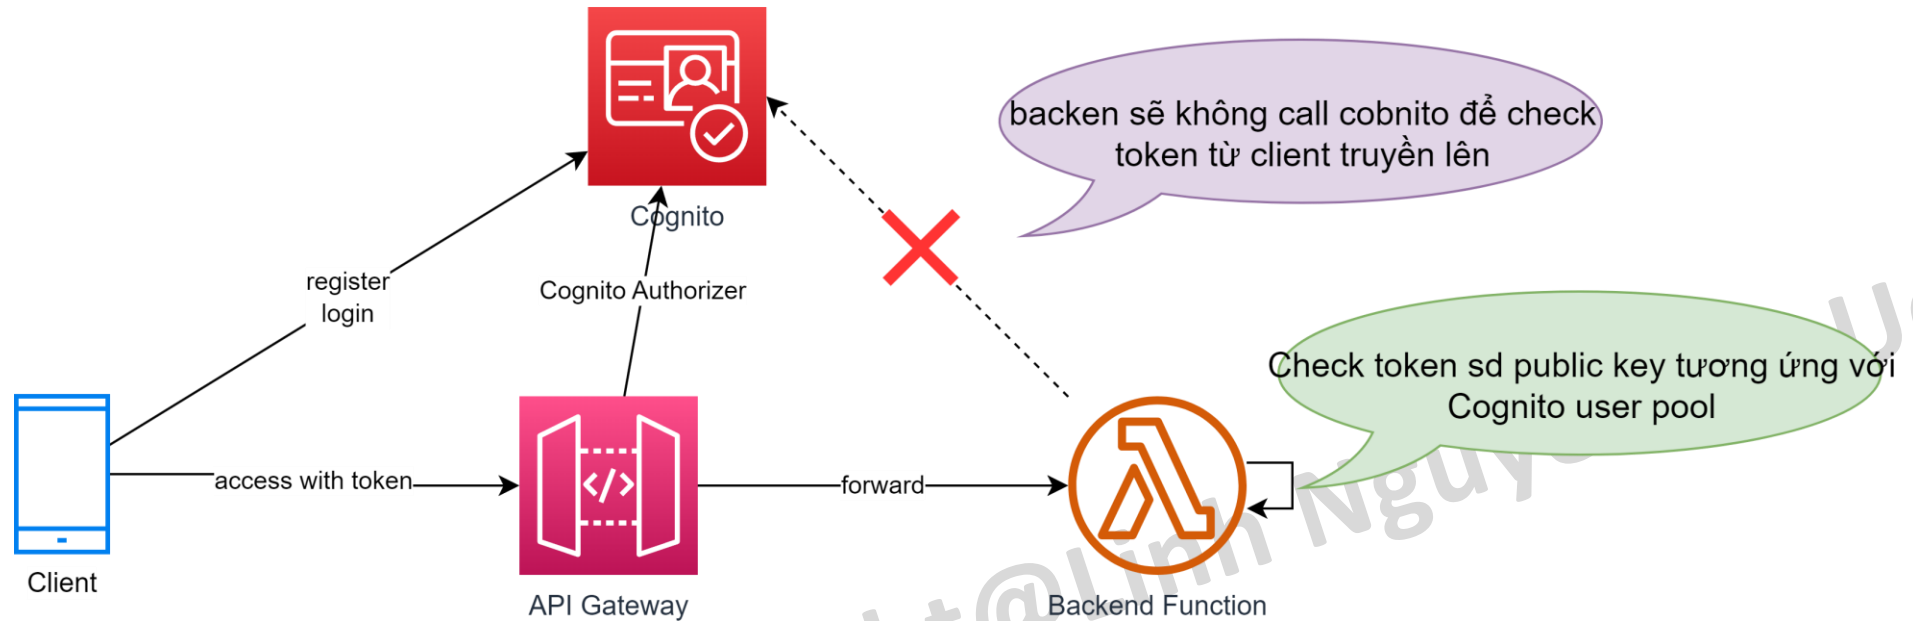 Cognito
backen sẽ không call cobnito để check
token từ client truyền lên
register
login
Cognito Authorizer
Check token sd public key tương ứng với
Cognito user pool
access with token
forward
Client
API Gateway
Backend Function
@Linh